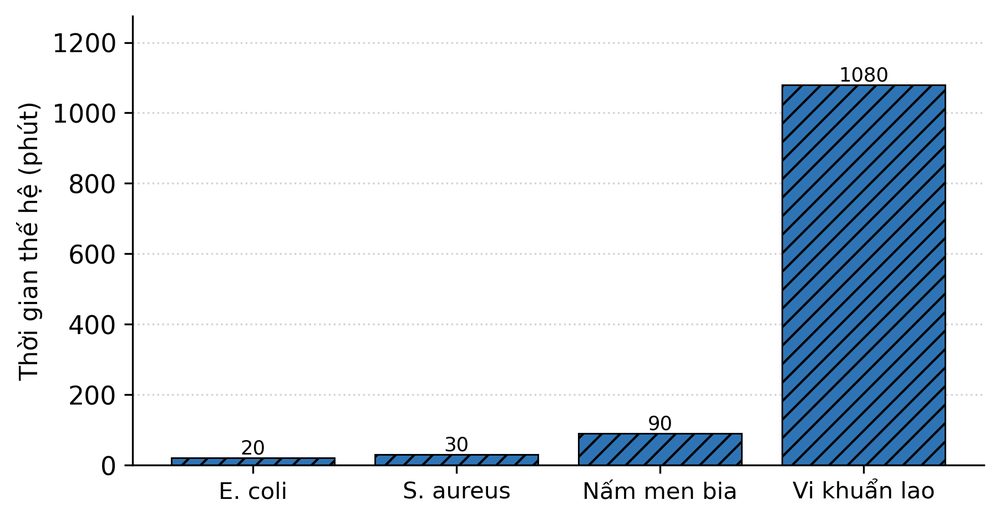 Thời gian thế hệ (phút)
1200
1000
800
600
400
200
0
20
30
90
1080
E. coli
S. aureus
Nấm men bia
Vi khuẩn lao